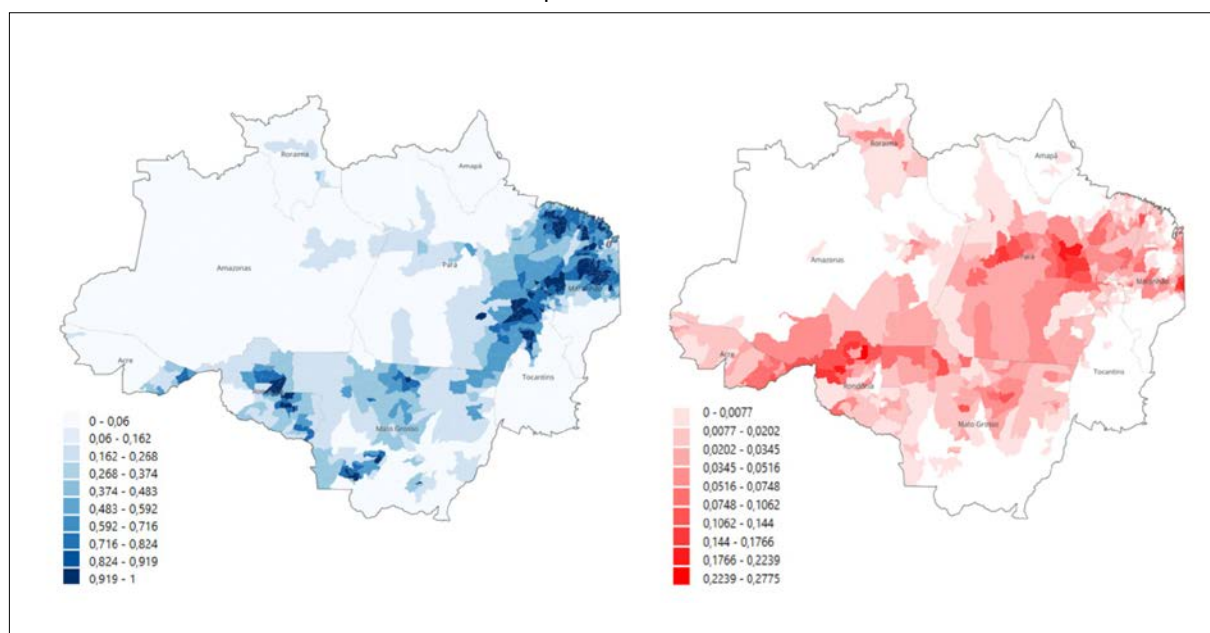 Roraima
Amapá
Amazonas
Pará
Maranhão
Acre
Tocantins
Mato Grosso
0 - 0,06
0,06 - 0,162
0,162 - 0,268
0,268 - 0,374
0,374 - 0,483
0,483 - 0,592
0,592 - 0,716
0,716 - 0,824
0,824 - 0,919
0,919 - 1
Roraima
Amapá
Amazonas
Pará
Maranhão
Acre
Rondônia
Tocantins
Mato Grosso
0 - 0,0077
0,0077 - 0,0202
0,0202 - 0,0345
0,0345 - 0,0516
0,0516 - 0,0748
0,0748 - 0,1062
0,1062 - 0,144
0,144 - 0,1766
0,1766 - 0,2239
0,2239 - 0,2775